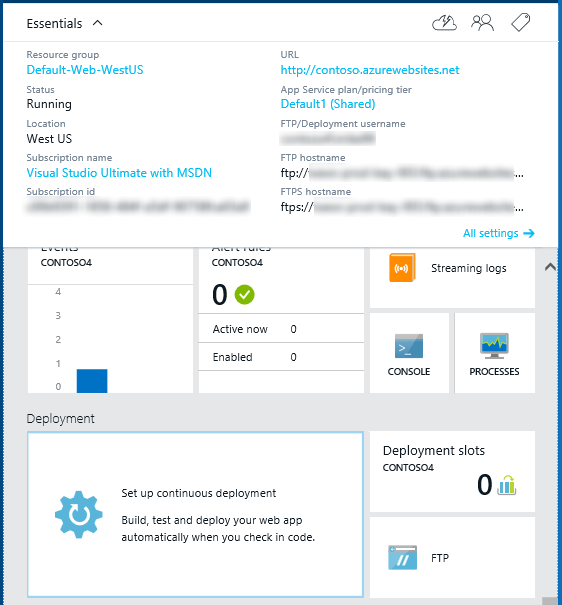 Essentials
Resource group
Default-Web-WestUS
URL
http://contoso.azurewebsites.net
Status
Running
App Service plan/pricing tier
Default1 (Shared)
Location
West US
FTP/Deployment username
Subscription name
Visual Studio Ultimate with MSDN
FTP hostname
ftp://
Subscription id
FTPS hostname
ftps://
All settings →
Events
CONTOSO4
4
3
2
1
0
Alert rules
CONTOSO4
0
Active now 0
Enabled 0
Streaming logs
CONSOLE
PROCESSES
Deployment
Set up continuous deployment
Build, test and deploy your web app
automatically when you check in code.
Deployment slots
CONTOSO4
0
FTP